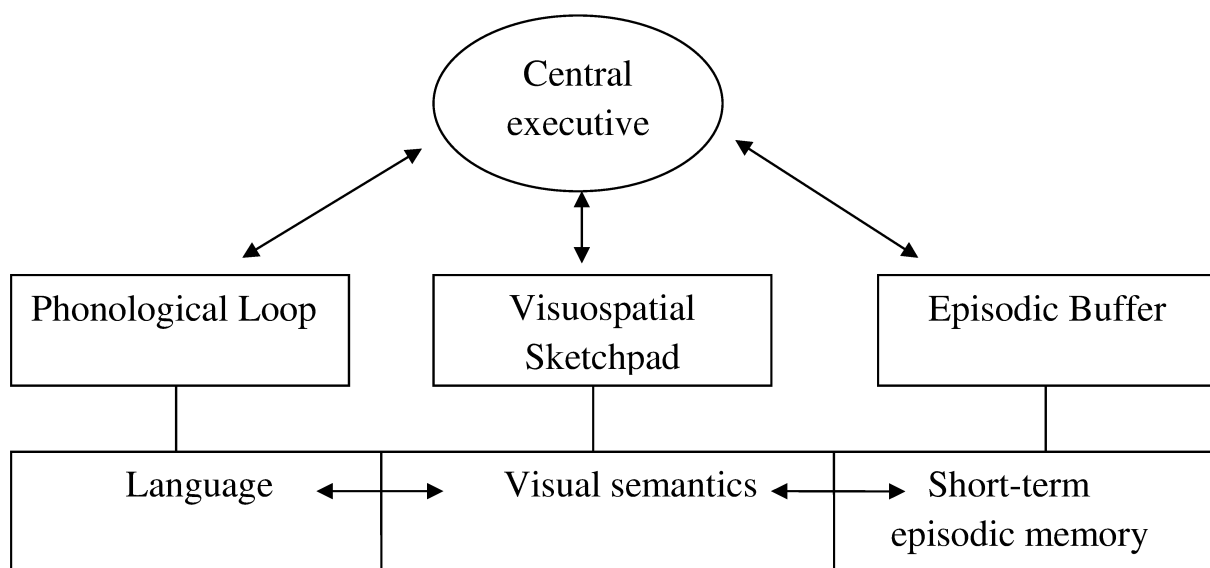 Central
executive
Phonological Loop
Visuospatial
Sketchpad
Episodic Buffer
Language
Visual semantics
Short-term
episodic memory